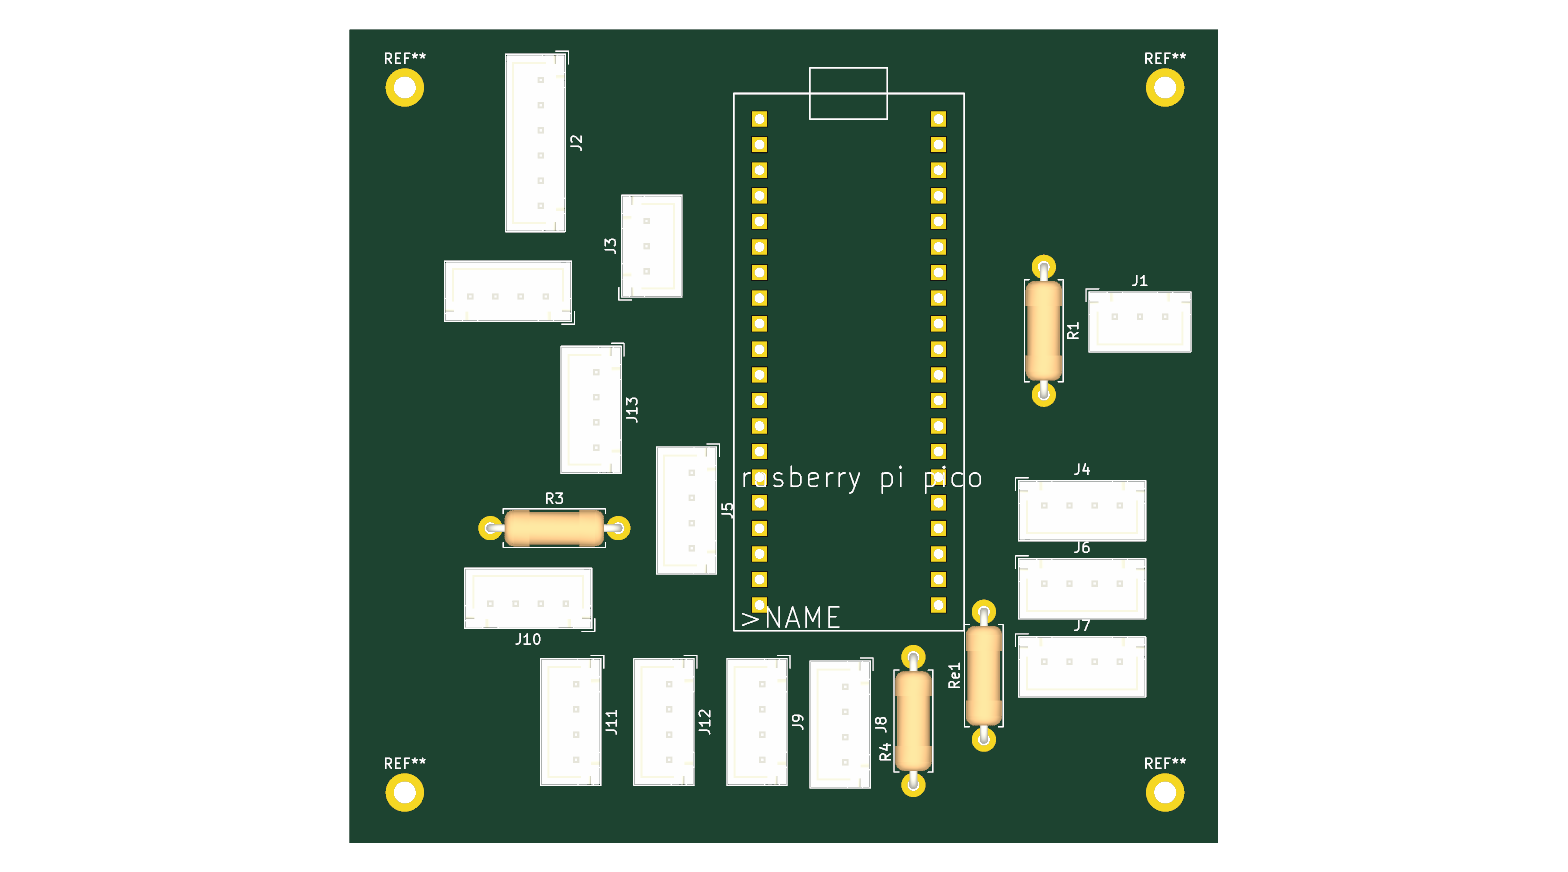 REF**
REF**
J2
J3
J1
R1
J13
J4
rasberry pi pico
R3
J5
J6
>NAME
J7
J10
Re1
J11
J12
J9
J8
R4
REF**
REF**